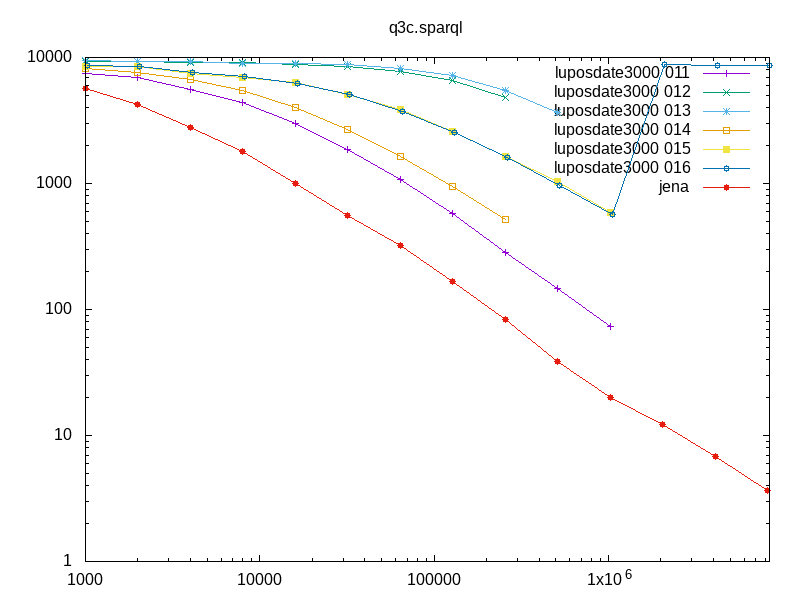 q3c.sparql
10000
1000
100
10
1
luposdate3000 011
luposdate3000 012
luposdate3000 013
luposdate3000 014
luposdate3000 015
luposdate3000 016
jena
1000 10000 100000 1x10⁶